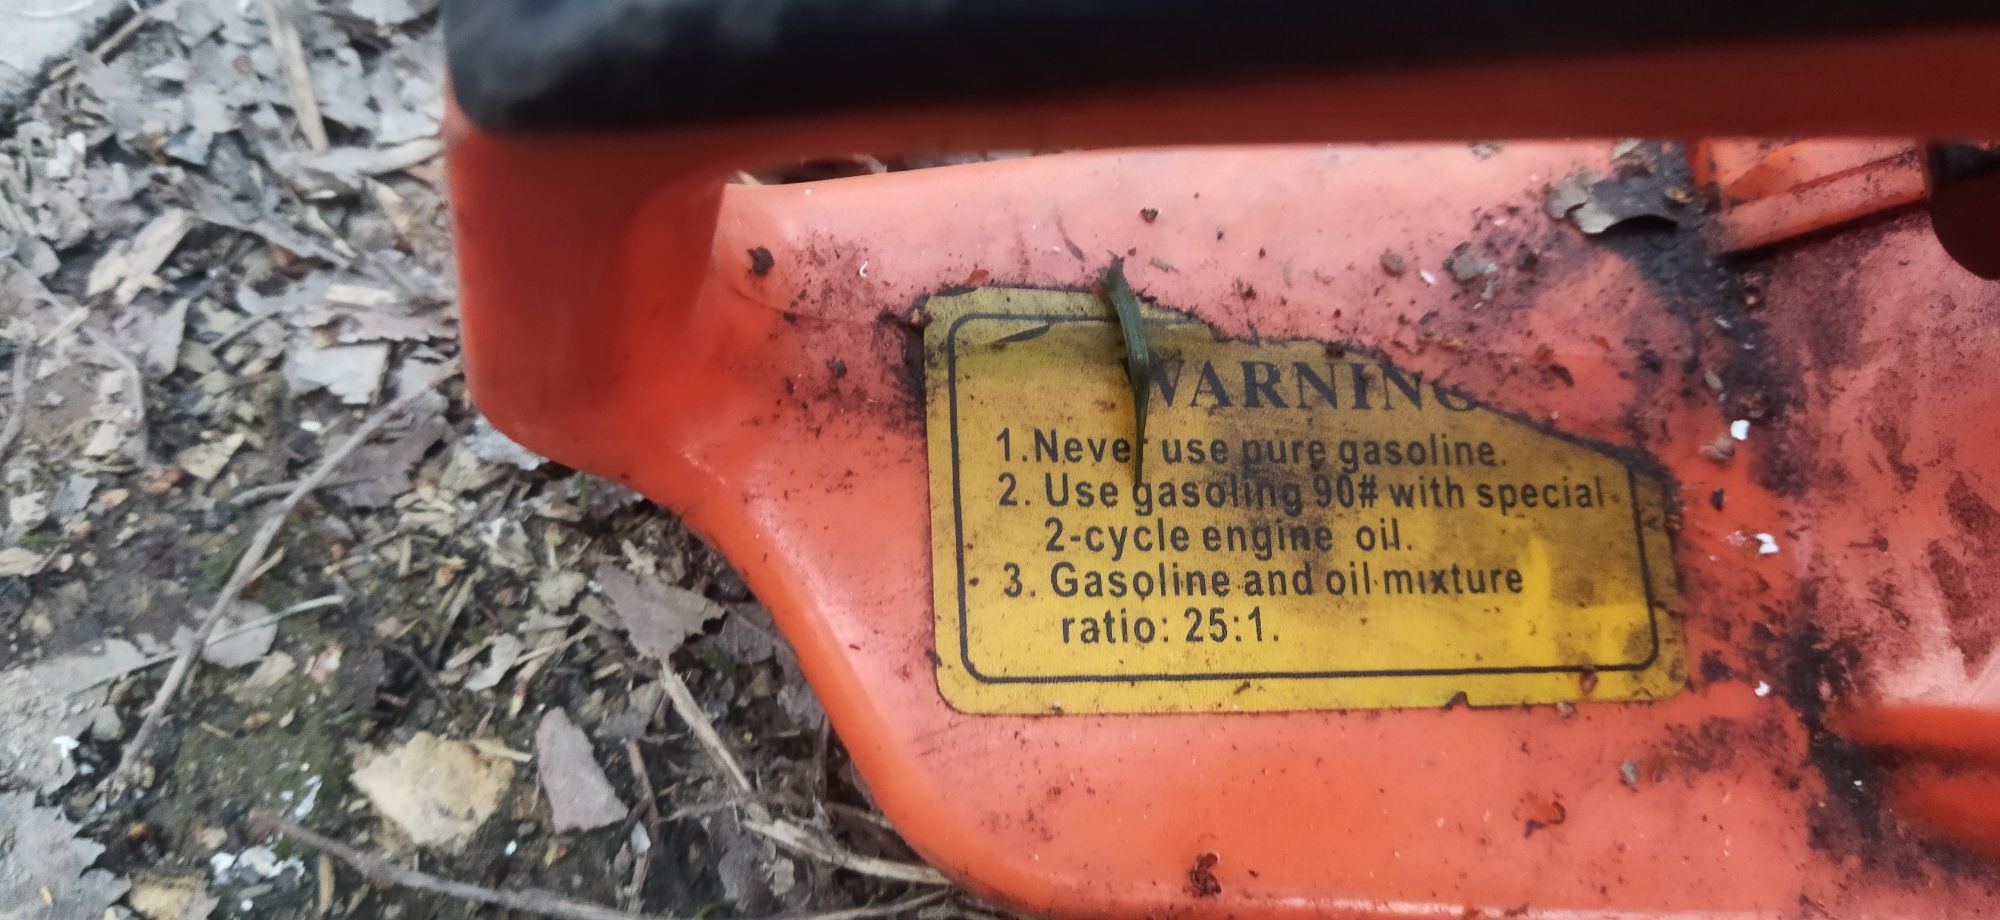 WARNING
1.Never use pure gasoline.
2. Use gasoling 90# with special
2-cycle engine oil.
3. Gasoline and oil mixture
ratio: 25:1.